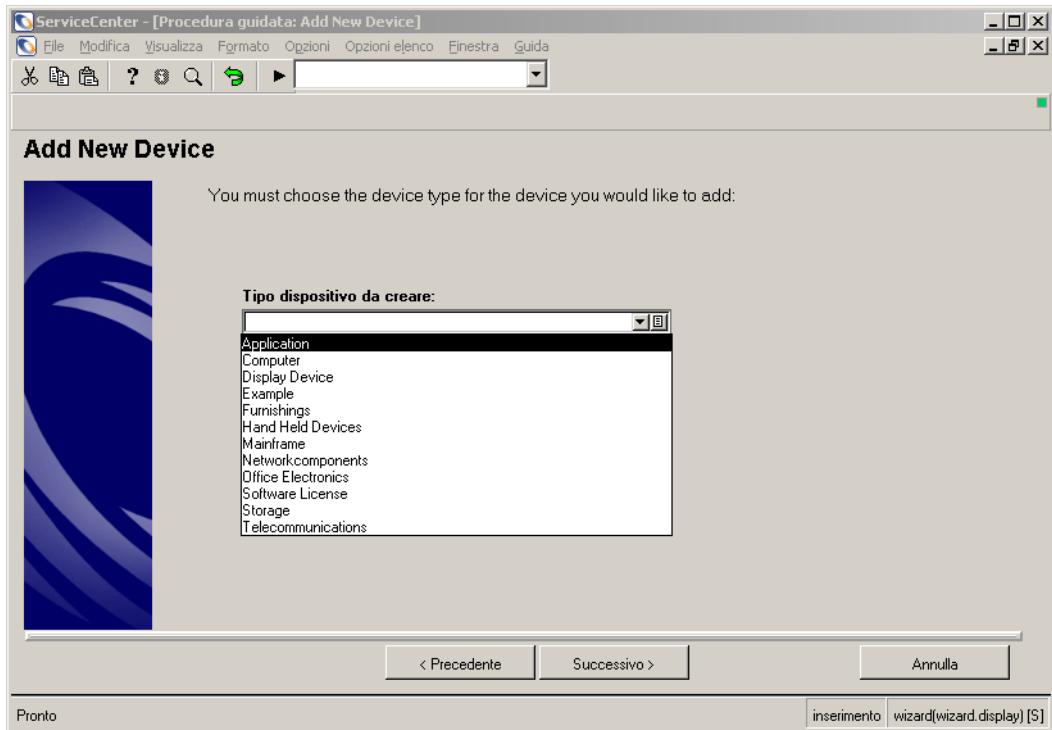 ServiceCenter - [Procedura guidata: Add New Device]
File Modifica Visualizza Formato Opzioni Opzioni elenco Finestra Guida
Add New Device
You must choose the device type for the device you would like to add:
Tipo dispositivo da creare:
Application
Computer
Display Device
Example
Furnishings
Hand Held Devices
Mainframe
Networkcomponents
Office Electronics
Software License
Storage
Telecommunications
< Precedente Successivo > Annulla
Pronto inserimento wizard(wizard.display) [S]